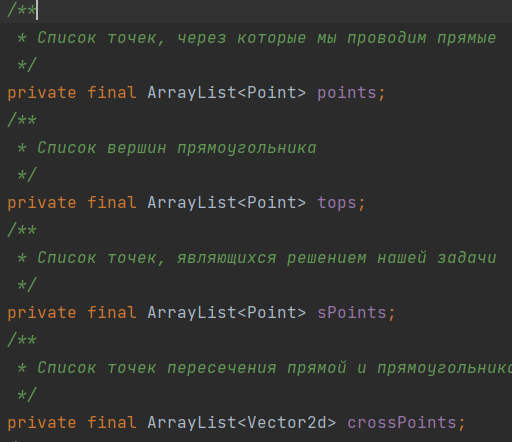 /**
 * Список точек, через которые мы проводим прямые
 */
private final ArrayList<Point> points;
/**
 * Список вершин прямоугольника
 */
private final ArrayList<Point> tops;
/**
 * Список точек, являющихся решением нашей задачи
 */
private final ArrayList<Point> sPoints;
/**
 * Список точек пересечения прямой и
 */
private final ArrayList<Vector2d> crossPoints;